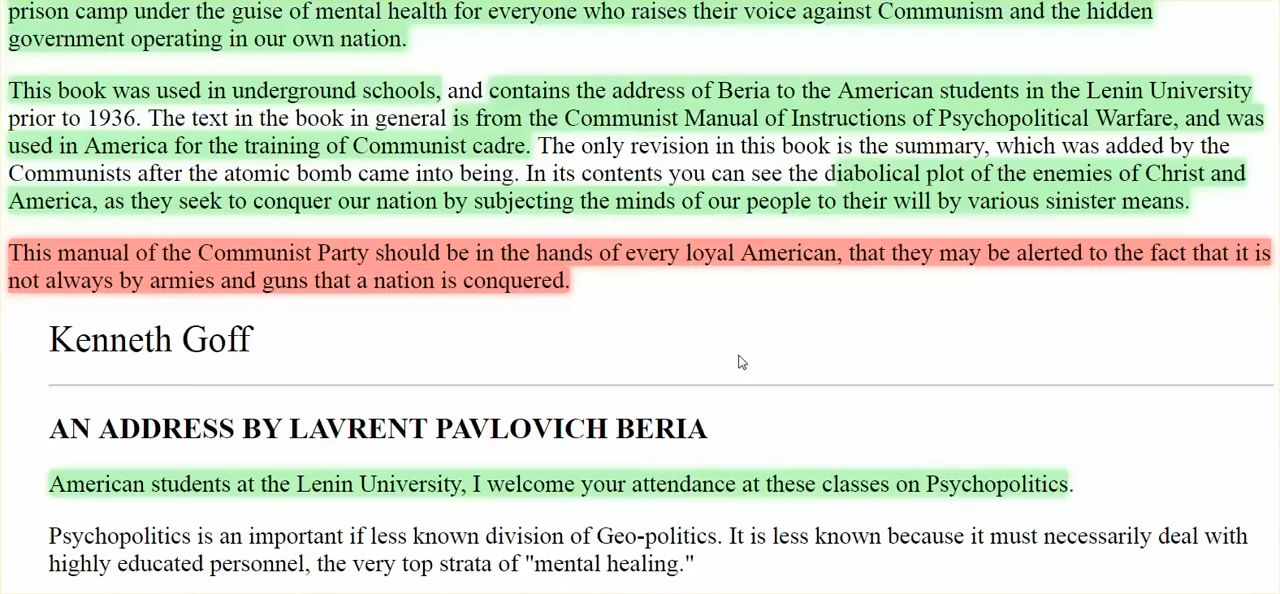 prison camp under the guise of mental health for everyone who raises their voice against Communism and the hidden
government operating in our own nation.
This book was used in underground schools, and contains the address of Beria to the American students in the Lenin University
prior to 1936. The text in the book in general is from the Communist Manual of Instructions of Psychopolitical Warfare, and was
used in America for the training of Communist cadre. The only revision in this book is the summary, which was added by the
Communists after the atomic bomb came into being. In its contents you can see the diabolical plot of the enemies of Christ and
America, as they seek to conquer our nation by subjecting the minds of our people to their will by various sinister means.
This manual of the Communist Party should be in the hands of every loyal American, that they may be alerted to the fact that it is
not always by armies and guns that a nation is conquered.
Kenneth Goff
AN ADDRESS BY LAVRENT PAVLOVICH BERIA
American students at the Lenin University, I welcome your attendance at these classes on Psychopolitics.
Psychopolitics is an important if less known division of Geo-politics. It is less known because it must necessarily deal with
highly educated personnel, the very top strata of "mental healing."